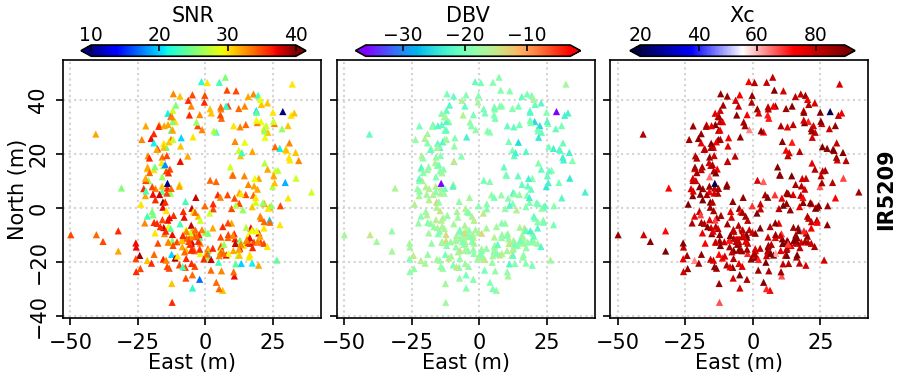 SNR DBV Xc
10 20 30 40 −30 −20 −10 20 40 60 80
North (m)
40
20
0
−20
−40
IR5209
−50 −25 0 25 −50 −25 0 25 −50 −25 0 25
East (m) East (m) East (m)